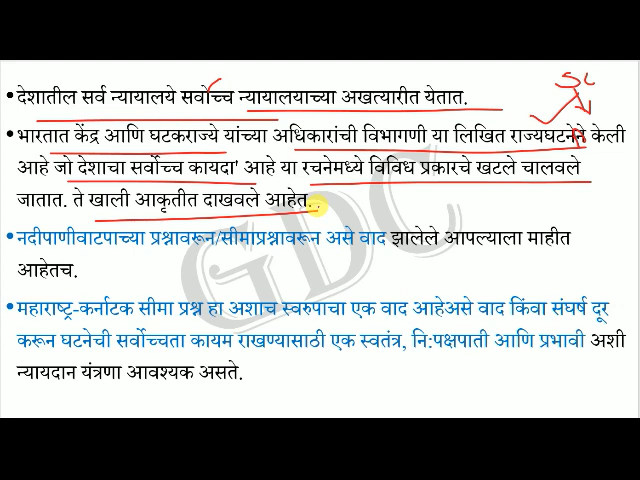 SC
• देशातील सर्व न्यायालये सर्वोच्च न्यायालयाच्या अखत्यारीत येतात.
• भारतात केंद्र आणि घटकराज्ये यांच्या अधिकारांची विभागणी या लिखित राज्यघटनेने केली
आहे जो देशाचा सर्वोच्च कायदा' आहे या रचनेमध्ये विविध प्रकारचे खटले चालवले
जातात. ते खाली आकृतीत दाखवले आहेत..
• नदीपाणीवाटपाच्या प्रश्नावरून/सीमाप्रश्नावरून असे वाद झालेले आपल्याला माहीत
आहेतच.
• महाराष्ट्र-कर्नाटक सीमा प्रश्न हा अशाच स्वरुपाचा एक वाद आहेअसे वाद किंवा संघर्ष दूर
करून घटनेची सर्वोच्चता कायम राखण्यासाठी एक स्वतंत्र, नि:पक्षपाती आणि प्रभावी अशी
न्यायदान यंत्रणा आवश्यक असते.
GDC